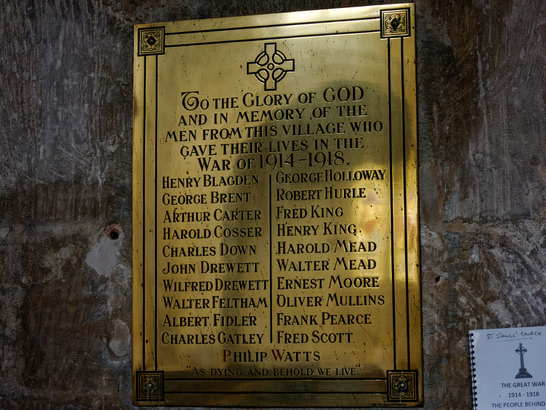 To the Glory of GOD
and in memory of the
men from this village who
gave their lives in the
War of 1914-1918.
Henry Blagden
George Brent
Arthur Carter
Harold Cosser
Charles Down
John Drewett
Wilfred Drewett
Walter Feltham
Albert Fidler
Charles Gatley
George Holloway
Robert Hurle
Fred King
Henry King
Harold Mead
Walter Mead
Ernest Moore
Oliver Mullins
Frank Pearce
Fred Scott
Philip Watts
"As dying, and, behold we live".
CHURCH
THE GREAT WAR
1914 - 1918
THE PEOPLE BEHIND